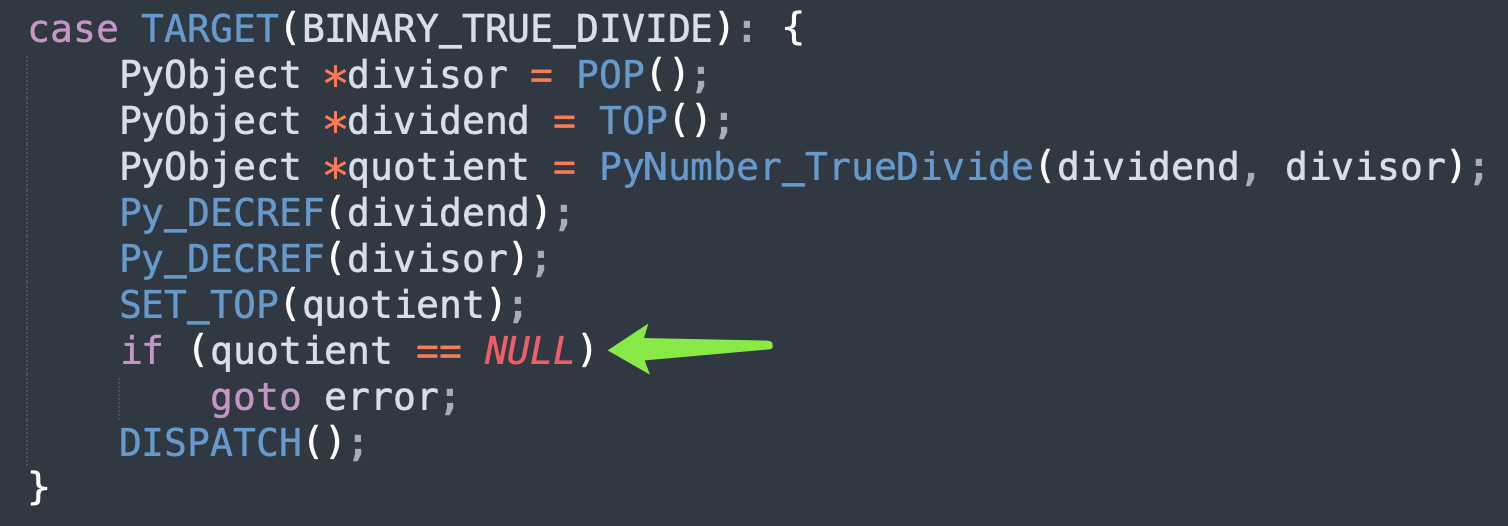 case TARGET(BINARY_TRUE_DIVIDE): {
    PyObject *divisor = POP();
    PyObject *dividend = TOP();
    PyObject *quotient = PyNumber_TrueDivide(dividend, divisor);
    Py_DECREF(dividend);
    Py_DECREF(divisor);
    SET_TOP(quotient);
    if (quotient == NULL)
        goto error;
    DISPATCH();
}